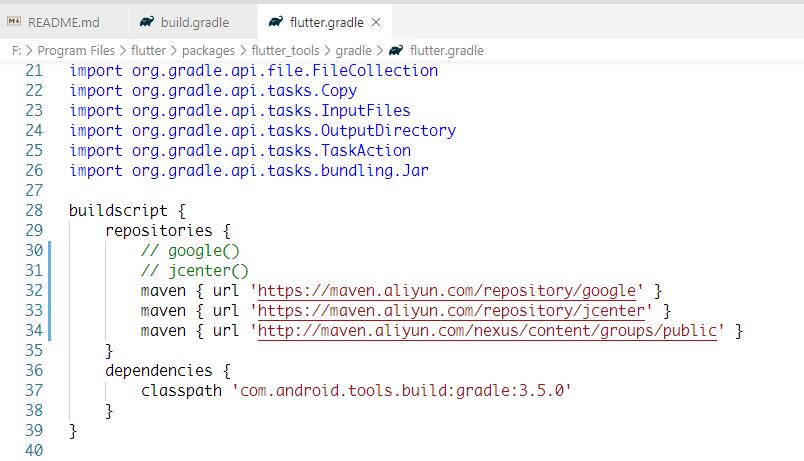 README.md build.gradle flutter.gradle
F: > Program Files > flutter > packages > flutter_tools > gradle > flutter.gradle
21 import org.gradle.api.file.FileCollection
22 import org.gradle.api.tasks.Copy
23 import org.gradle.api.tasks.InputFiles
24 import org.gradle.api.tasks.OutputDirectory
25 import org.gradle.api.tasks.TaskAction
26 import org.gradle.api.tasks.bundling.Jar
27
28 buildscript {
29     repositories {
30         // google()
31         // jcenter()
32         maven { url 'https://maven.aliyun.com/repository/google' }
33         maven { url 'https://maven.aliyun.com/repository/jcenter' }
34         maven { url 'http://maven.aliyun.com/nexus/content/groups/public' }
35     }
36     dependencies {
37         classpath 'com.android.tools.build:gradle:3.5.0'
38     }
39 }
40